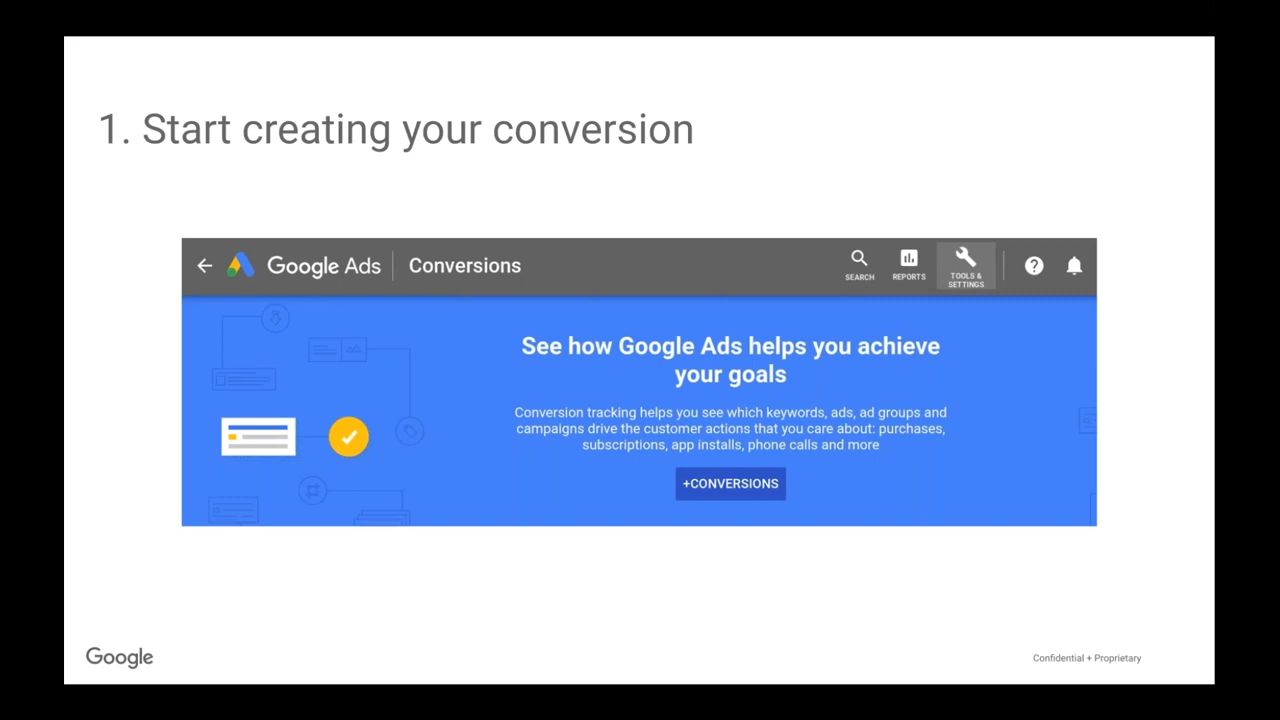 1. Start creating your conversion
Google Ads
Conversions
SEARCH
REPORTS
TOOLS &
SETTINGS
?
See how Google Ads helps you achieve
your goals
Conversion tracking helps you see which keywords, ads, ad groups and
campaigns drive the customer actions that you care about: purchases,
subscriptions, app installs, phone calls and more
+CONVERSIONS
Google
Confidential + Proprietary